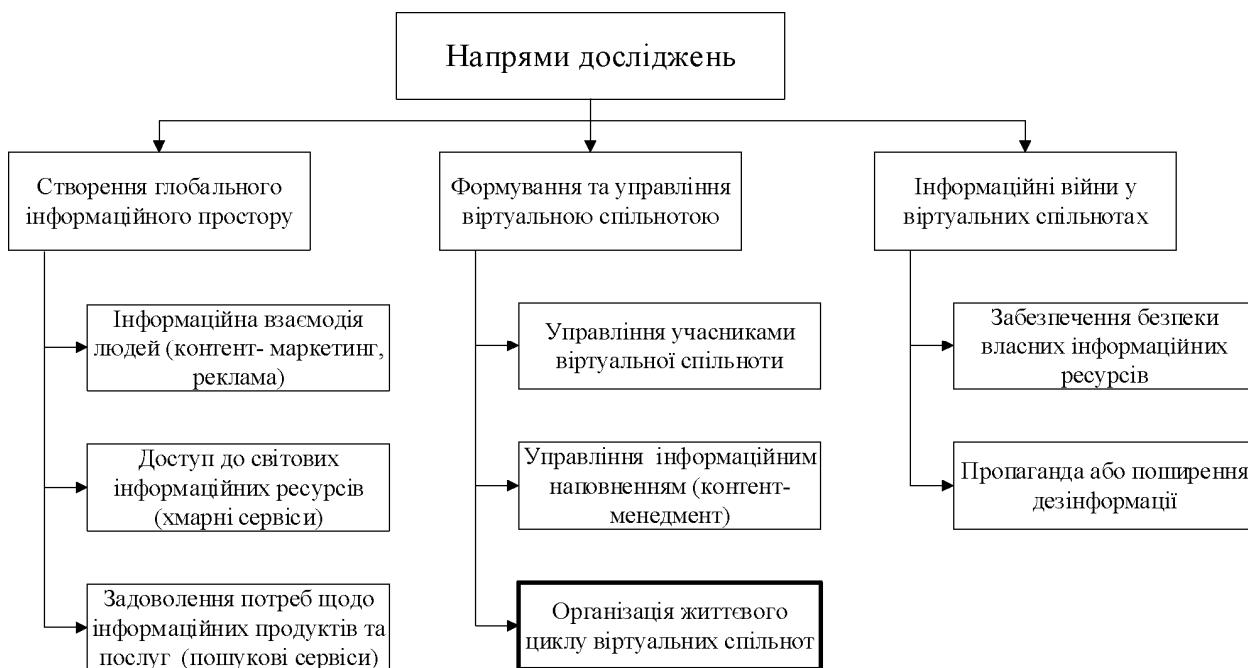 Напрями досліджень
Створення глобального
інформаційного простору
Інформаційна взаємодія
людей (контент- маркетинг,
реклама)
Доступ до світових
інформаційних ресурсів
(хмарні сервіси)
Задоволення потреб щодо
інформаційних продуктів та
послуг (пошукові сервіси)
Формування та управління
віртуальною спільнотою
Управління учасниками
віртуальної спільноти
Управління інформаційним
наповненням (контент-
менедмент)
Організація життєвого
циклу віртуальних спільнот
Інформаційні війни у
віртуальних спільнотах
Забезпечення безпеки
власних інформаційних
ресурсів
Пропаганда або поширення
дезінформації